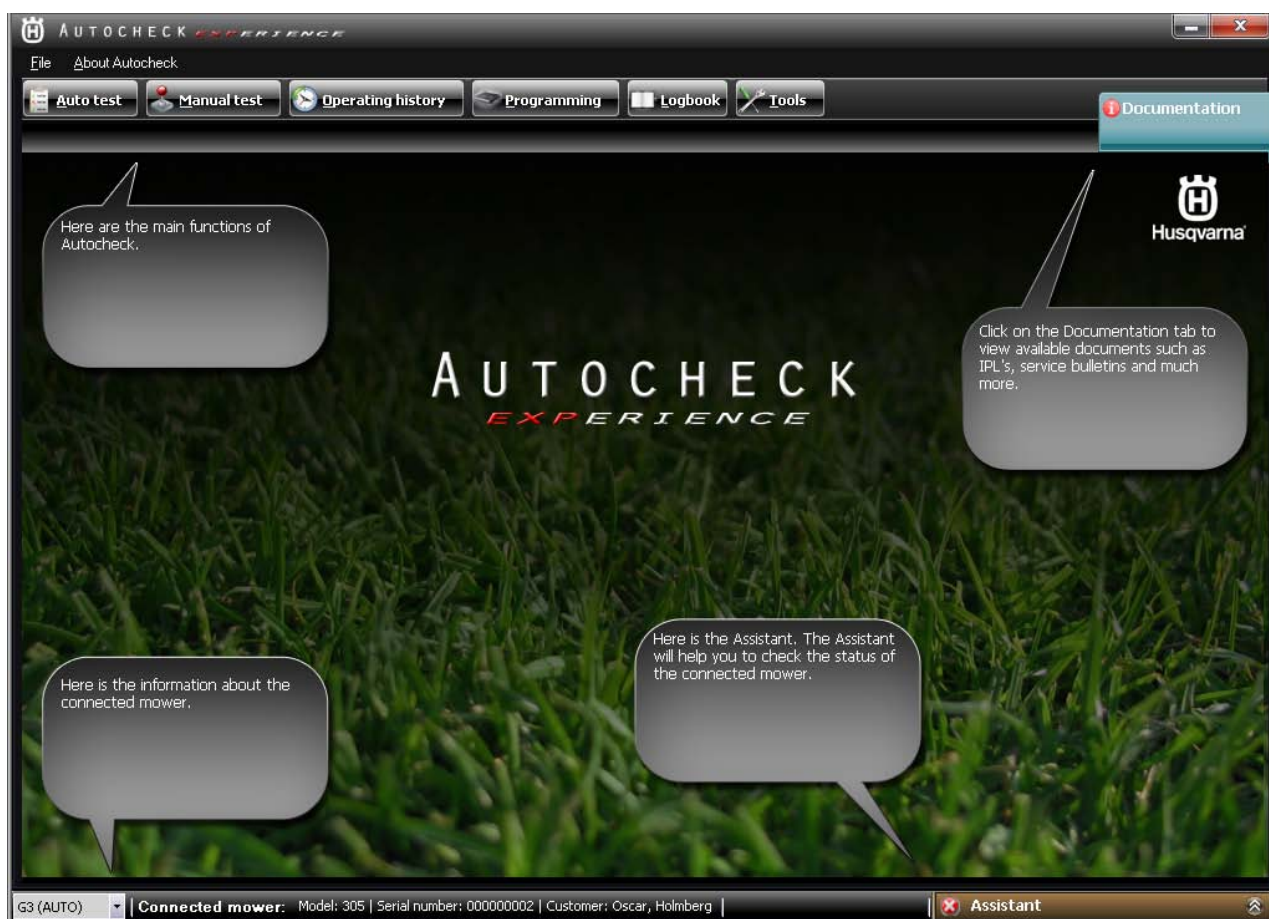 AUTOCHECK EXPERIENCE
File About Autocheck
Auto test Manual test Operating history Programming Logbook Tools
Documentation
Husqvarna
Here are the main functions of
Autocheck.
Click on the Documentation tab to
view available documents such as
IPL's, service bulletins and much
more.
AUTOCHECK
EXPERIENCE
Here is the Assistant. The Assistant
will help you to check the status of
the connected mower.
Here is the information about the
connected mower.
G3 (AUTO) Connected mower: Model: 305 | Serial number: 000000002 | Customer: Oscar, Holmberg | Assistant